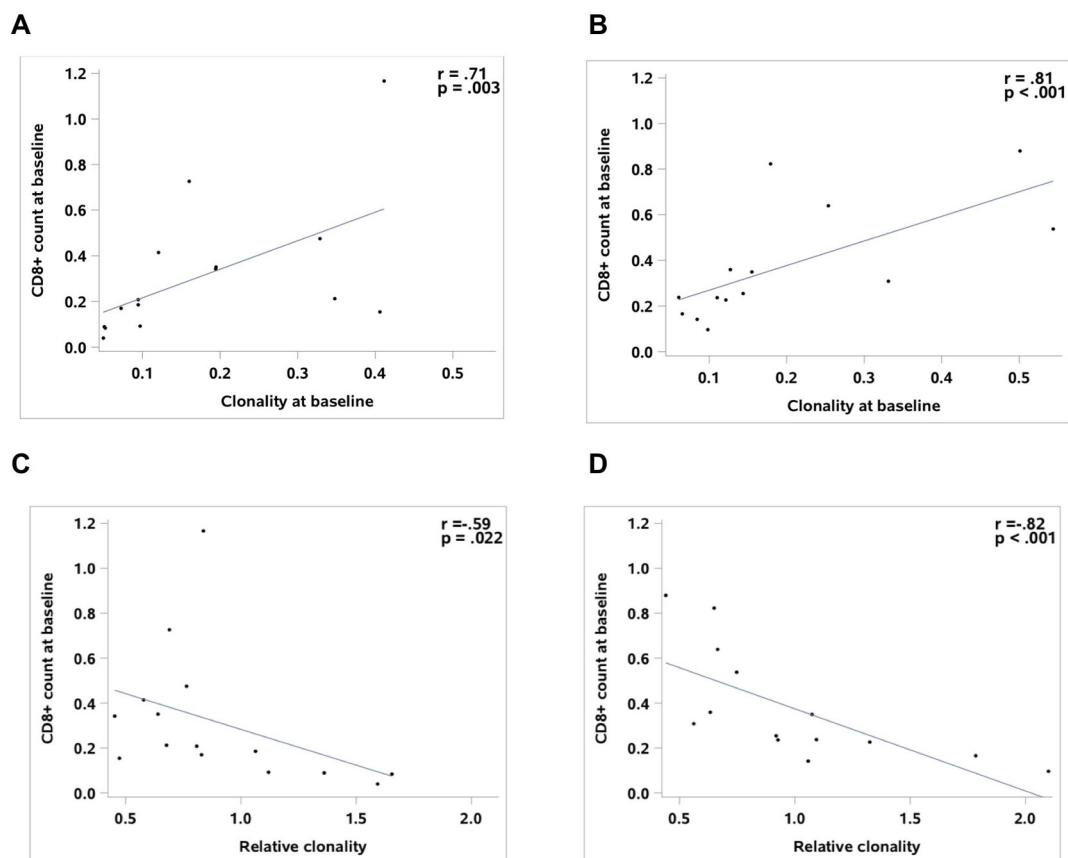 A
r = .71
p = .003
1.2
1.0
0.8
0.6
0.4
0.2
0.0
CD8+ count at baseline
0.1
0.2
0.3
0.4
0.5
Clonality at baseline
B
r = .81
p < .001
1.2
1.0
0.8
0.6
0.4
0.2
0.0
CD8+ count at baseline
0.1
0.2
0.3
0.4
0.5
Clonality at baseline
C
r =-.59
p = .022
1.2
1.0
0.8
0.6
0.4
0.2
0.0
CD8+ count at baseline
0.5
1.0
1.5
2.0
Relative clonality
D
r =-.82
p < .001
1.2
1.0
0.8
0.6
0.4
0.2
0.0
CD8+ count at baseline
0.5
1.0
1.5
2.0
Relative clonality